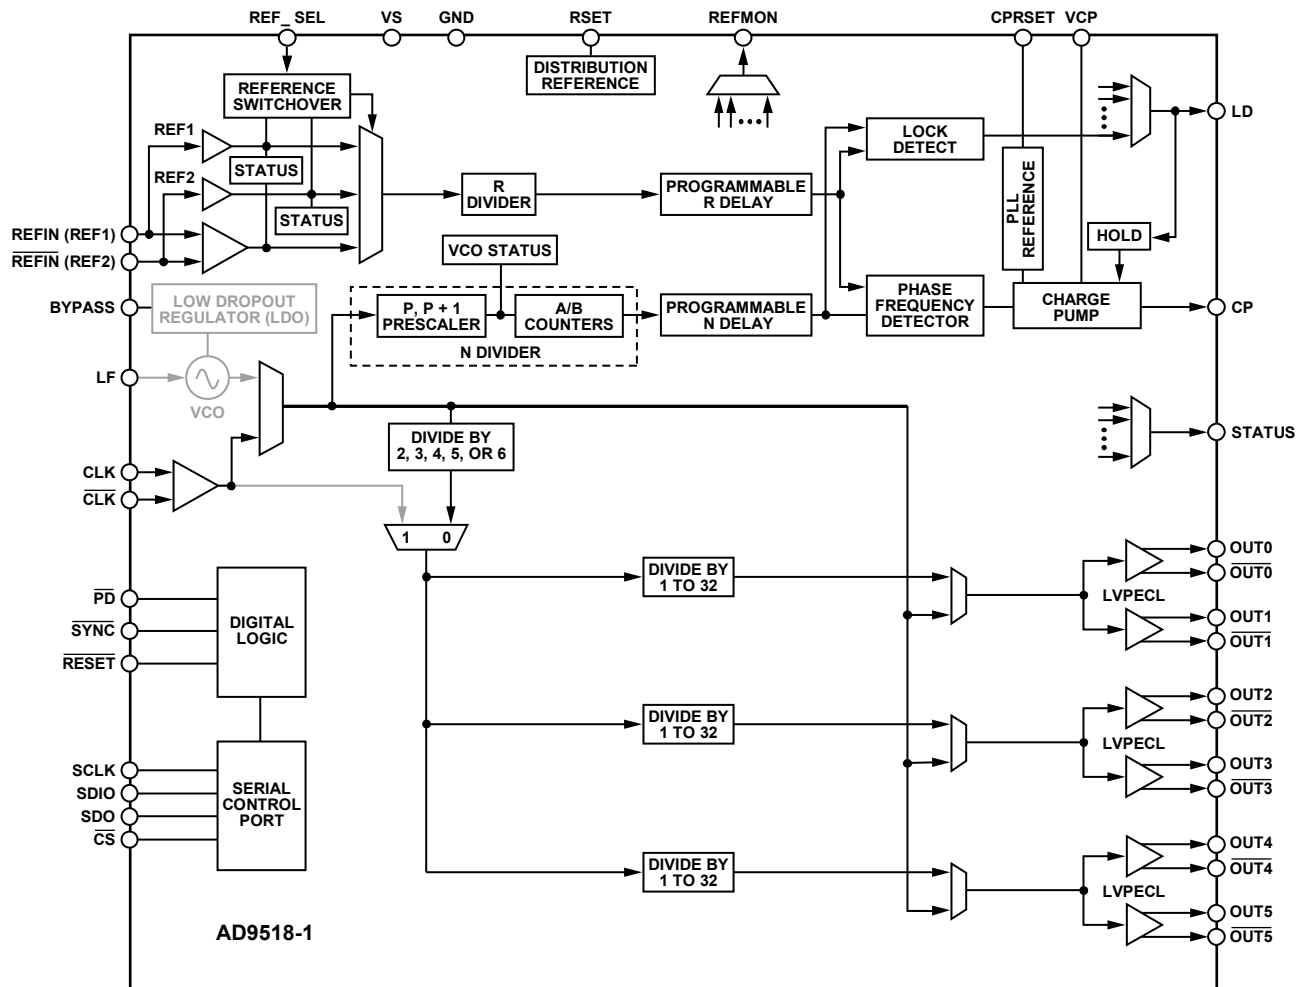 REF_SEL VS GND RSET REFMON CPRSET VCP
DISTRIBUTION
REFERENCE
REFERENCE
SWITCHOVER
REF1
STATUS
REF2
STATUS
REFIN (REF1)
REFIN (REF2)
R
DIVIDER
PROGRAMMABLE
R DELAY
LOCK
DETECT
LD
PLL
REFERENCE
HOLD
VCO STATUS
BYPASS
LOW DROPOUT
REGULATOR (LDO)
P, P + 1
PRESCALER
A/B
COUNTERS
N DIVIDER
PROGRAMMABLE
N DELAY
PHASE
FREQUENCY
DETECTOR
CHARGE
PUMP
CP
LF
VCO
DIVIDE BY
2, 3, 4, 5, OR 6
STATUS
CLK
CLK
1 0
PD
SYNC
RESET
DIGITAL
LOGIC
DIVIDE BY
1 TO 32
LVPECL
OUT0
OUT0
OUT1
OUT1
DIVIDE BY
1 TO 32
LVPECL
OUT2
OUT2
OUT3
OUT3
SCLK
SDIO
SDO
CS
SERIAL
CONTROL
PORT
DIVIDE BY
1 TO 32
LVPECL
OUT4
OUT4
OUT5
OUT5
AD9518-1